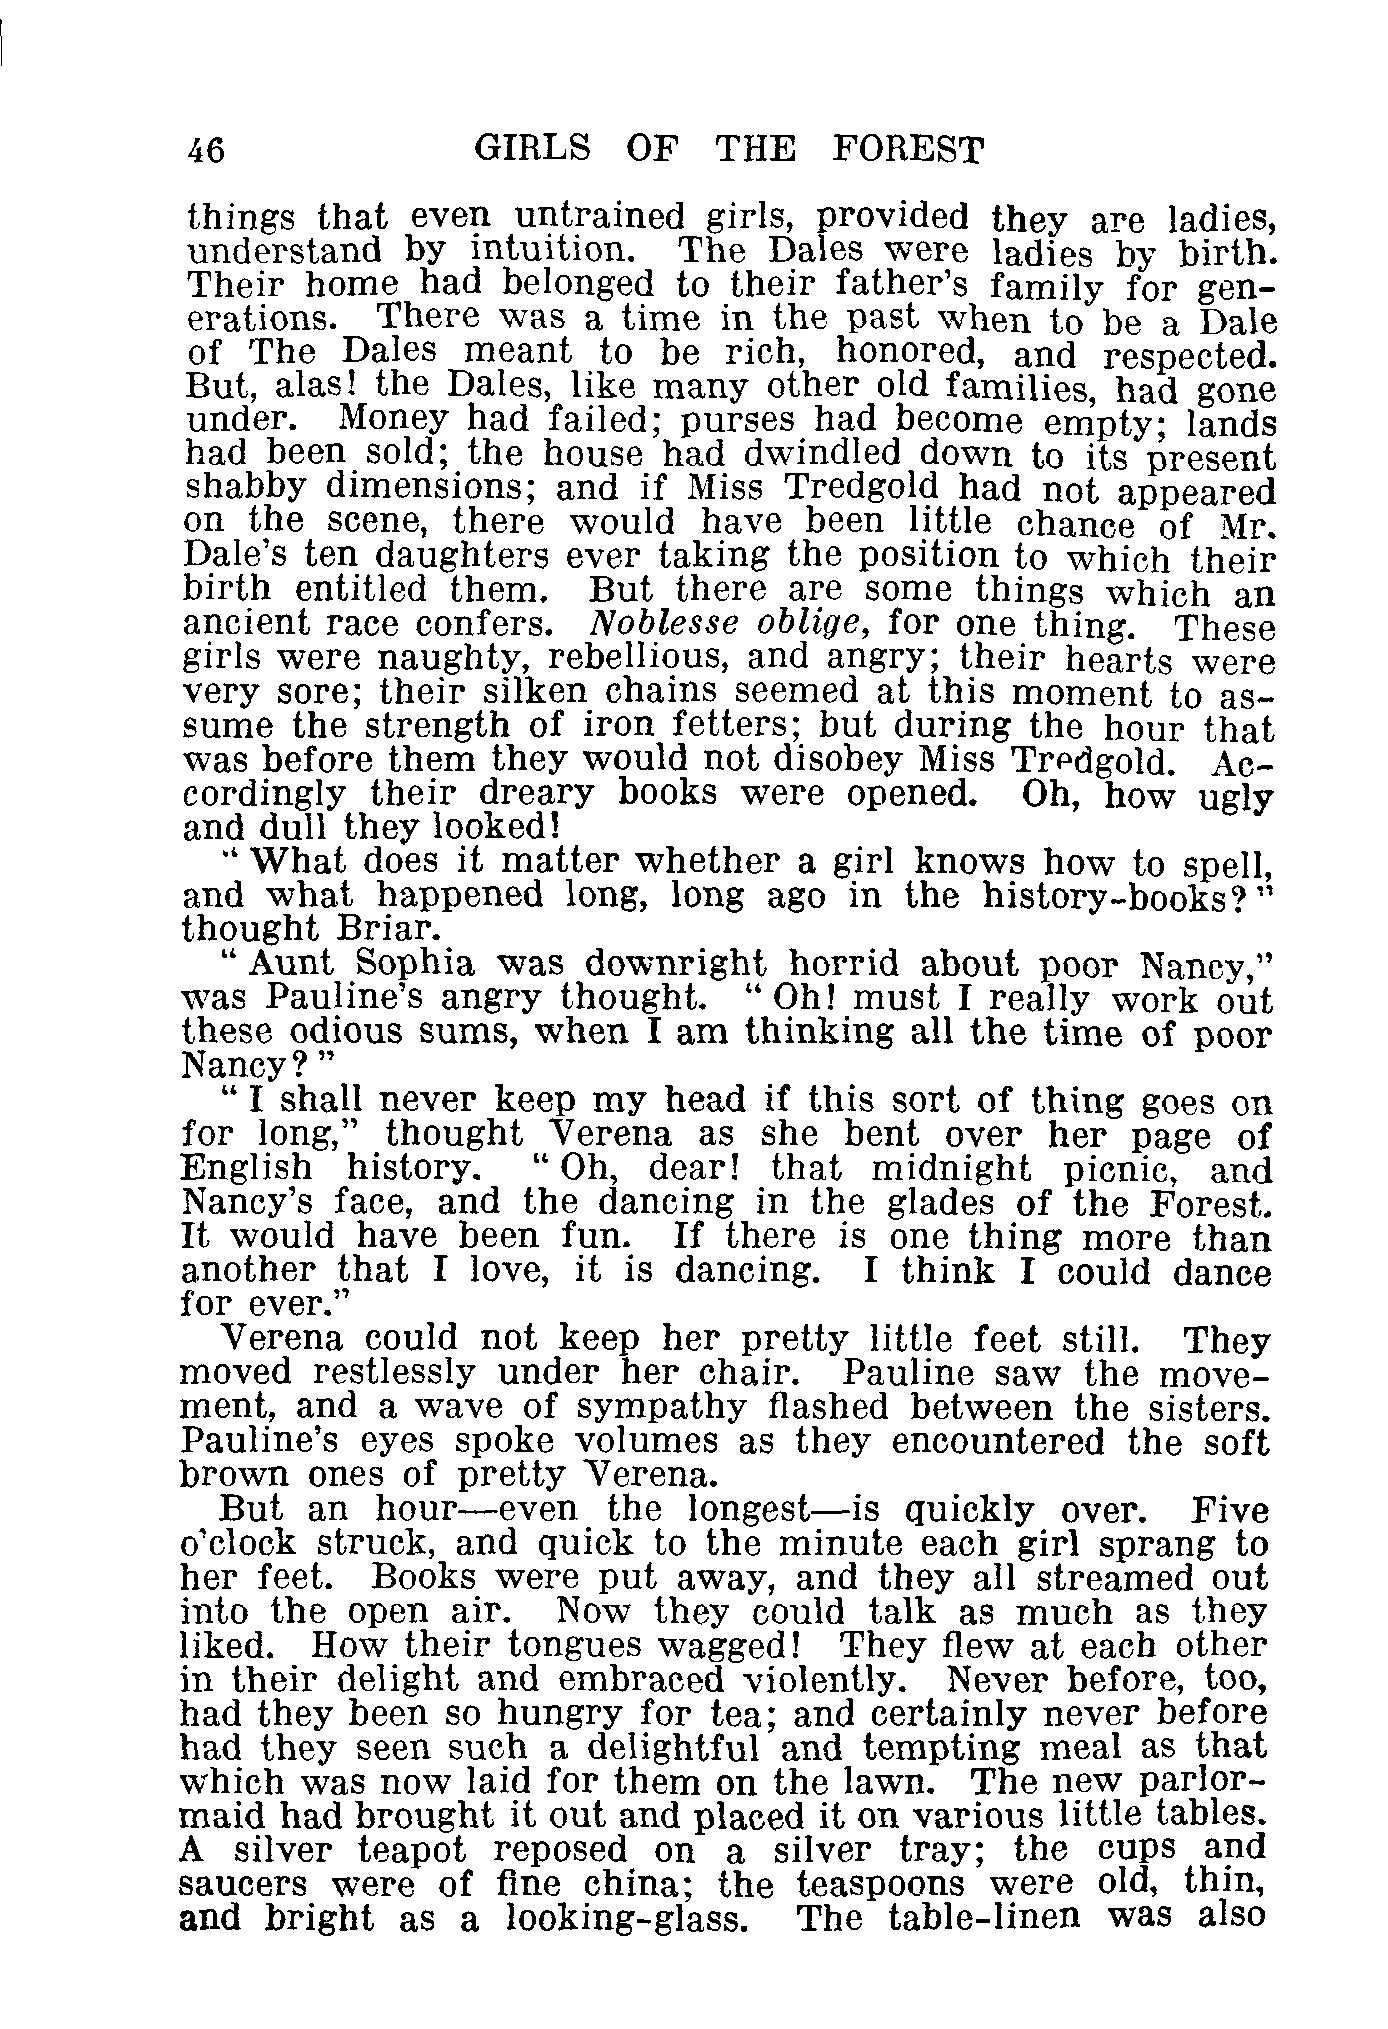 46 GIRLS OF THE FOREST
things that even untrained girls, provided they are ladies,
understand by intuition. The Dales were ladies by birth.
Their home had belonged to their father's family for gen-
erations. There was a time in the past when to be a Dale
of The Dales meant to be rich, honored, and respected.
But, alas! the Dales, like many other old families, had gone
under. Money had failed; purses had become empty; lands
had been sold; the house had dwindled down to its present
shabby dimensions; and if Miss Tredgold had not appeared
on the scene, there would have been little chance of Mr.
Dale's ten daughters ever taking the position to which their
birth entitled them. But there are some things which an
ancient race confers. Noblesse oblige, for one thing. These
girls were naughty, rebellious, and angry; their hearts were
very sore; their silken chains seemed at this moment to as-
sume the strength of iron fetters; but during the hour that
was before them they would not disobey Miss Tredgold. Ac-
cordingly their dreary books were opened. Oh, how ugly
and dull they looked!
"What does it matter whether a girl knows how to spell,
and what happened long, long ago in the history-books?"
thought Briar.
"Aunt Sophia was downright horrid about poor Nancy,"
was Pauline's angry thought. "Oh! must I really work out
these odious sums, when I am thinking all the time of poor
Nancy?"
"I shall never keep my head if this sort of thing goes on
for long," thought Verena as she bent over her page of
English history. "Oh, dear! that midnight picnic, and
Nancy's face, and the dancing in the glades of the Forest.
It would have been fun. If there is one thing more than
another that I love, it is dancing. I think I could dance
for ever."
Verena could not keep her pretty little feet still. They
moved restlessly under her chair. Pauline saw the move-
ment, and a wave of sympathy flashed between the sisters.
Pauline's eyes spoke volumes as they encountered the soft
brown ones of pretty Verena.
But an hour—even the longest—is quickly over. Five
o'clock struck, and quick to the minute each girl sprang to
her feet. Books were put away, and they all streamed out
into the open air. Now they could talk as much as they
liked. How their tongues wagged! They flew at each other
in their delight and embraced violently. Never before, too,
had they been so hungry for tea; and certainly never before
had they seen such a delightful and tempting meal as that
which was now laid for them on the lawn. The new parlor-
maid had brought it out and placed it on various little tables.
A silver teapot reposed on a silver tray; the cups and
saucers were of fine china; the teaspoons were old, thin,
and bright as a looking-glass. The table-linen was also